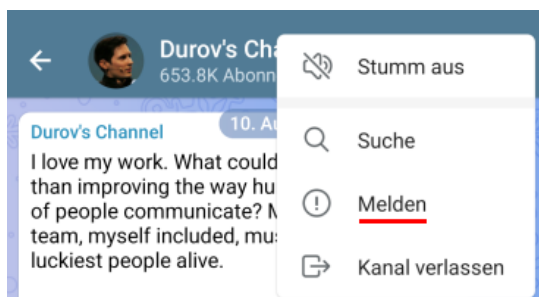 Durov's Cha
653.8K Abonn
Stumm aus
10. Au
Durov's Channel
Suche
I love my work. What could
than improving the way hu
of people communicate?
Melden
team, myself included, mu
luckiest people alive.
Kanal verlassen